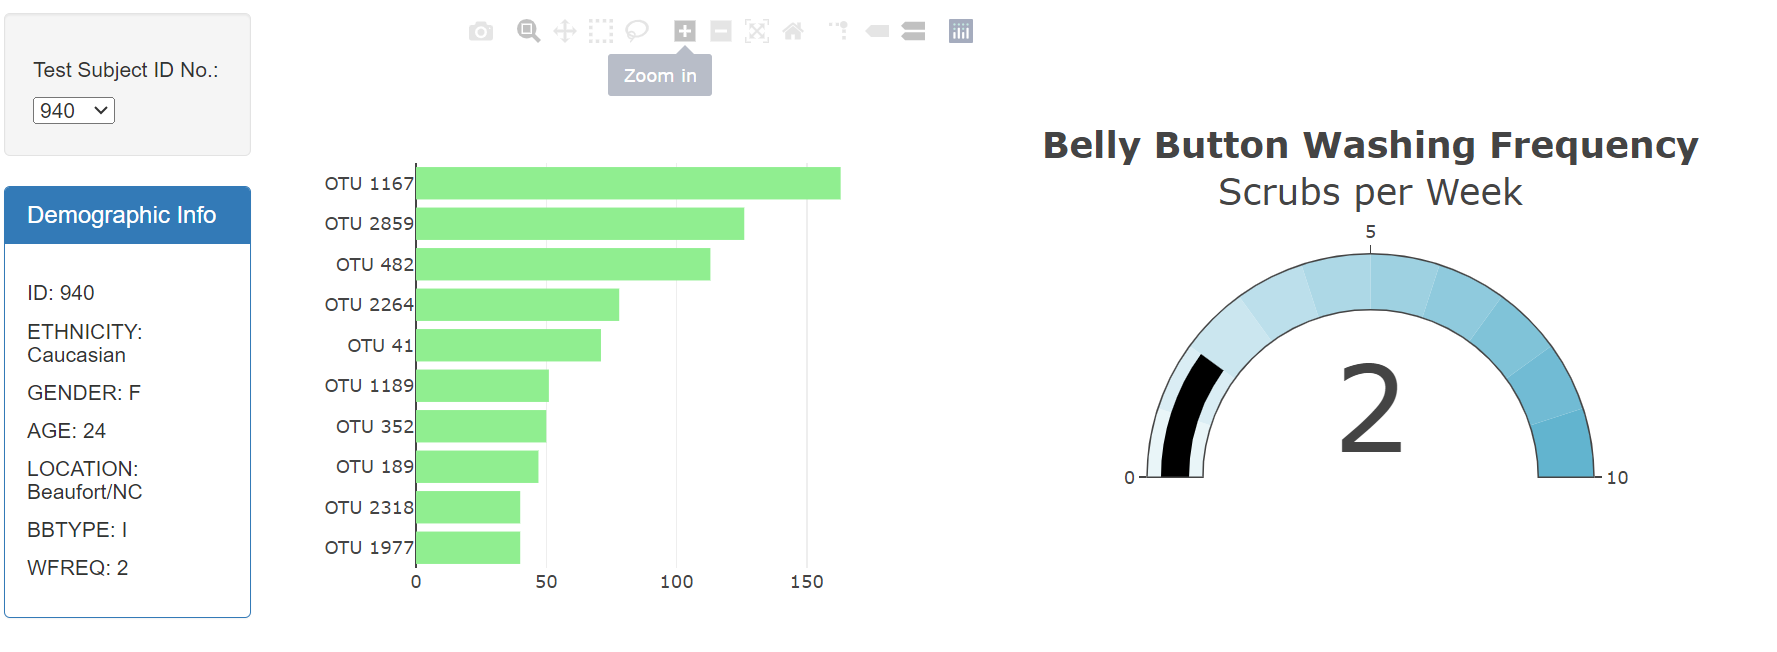 Test Subject ID No.:
940
Demographic Info
ID: 940
ETHNICITY:
Caucasian
GENDER: F
AGE: 24
LOCATION:
Beaufort/NC
BBTYPE: I
WFREQ: 2
Zoom in
OTU 1167
OTU 2859
OTU 482
OTU 2264
OTU 41
OTU 1189
OTU 352
OTU 189
OTU 2318
OTU 1977
0 50 100 150
Belly Button Washing Frequency
Scrubs per Week
5
2
0 10